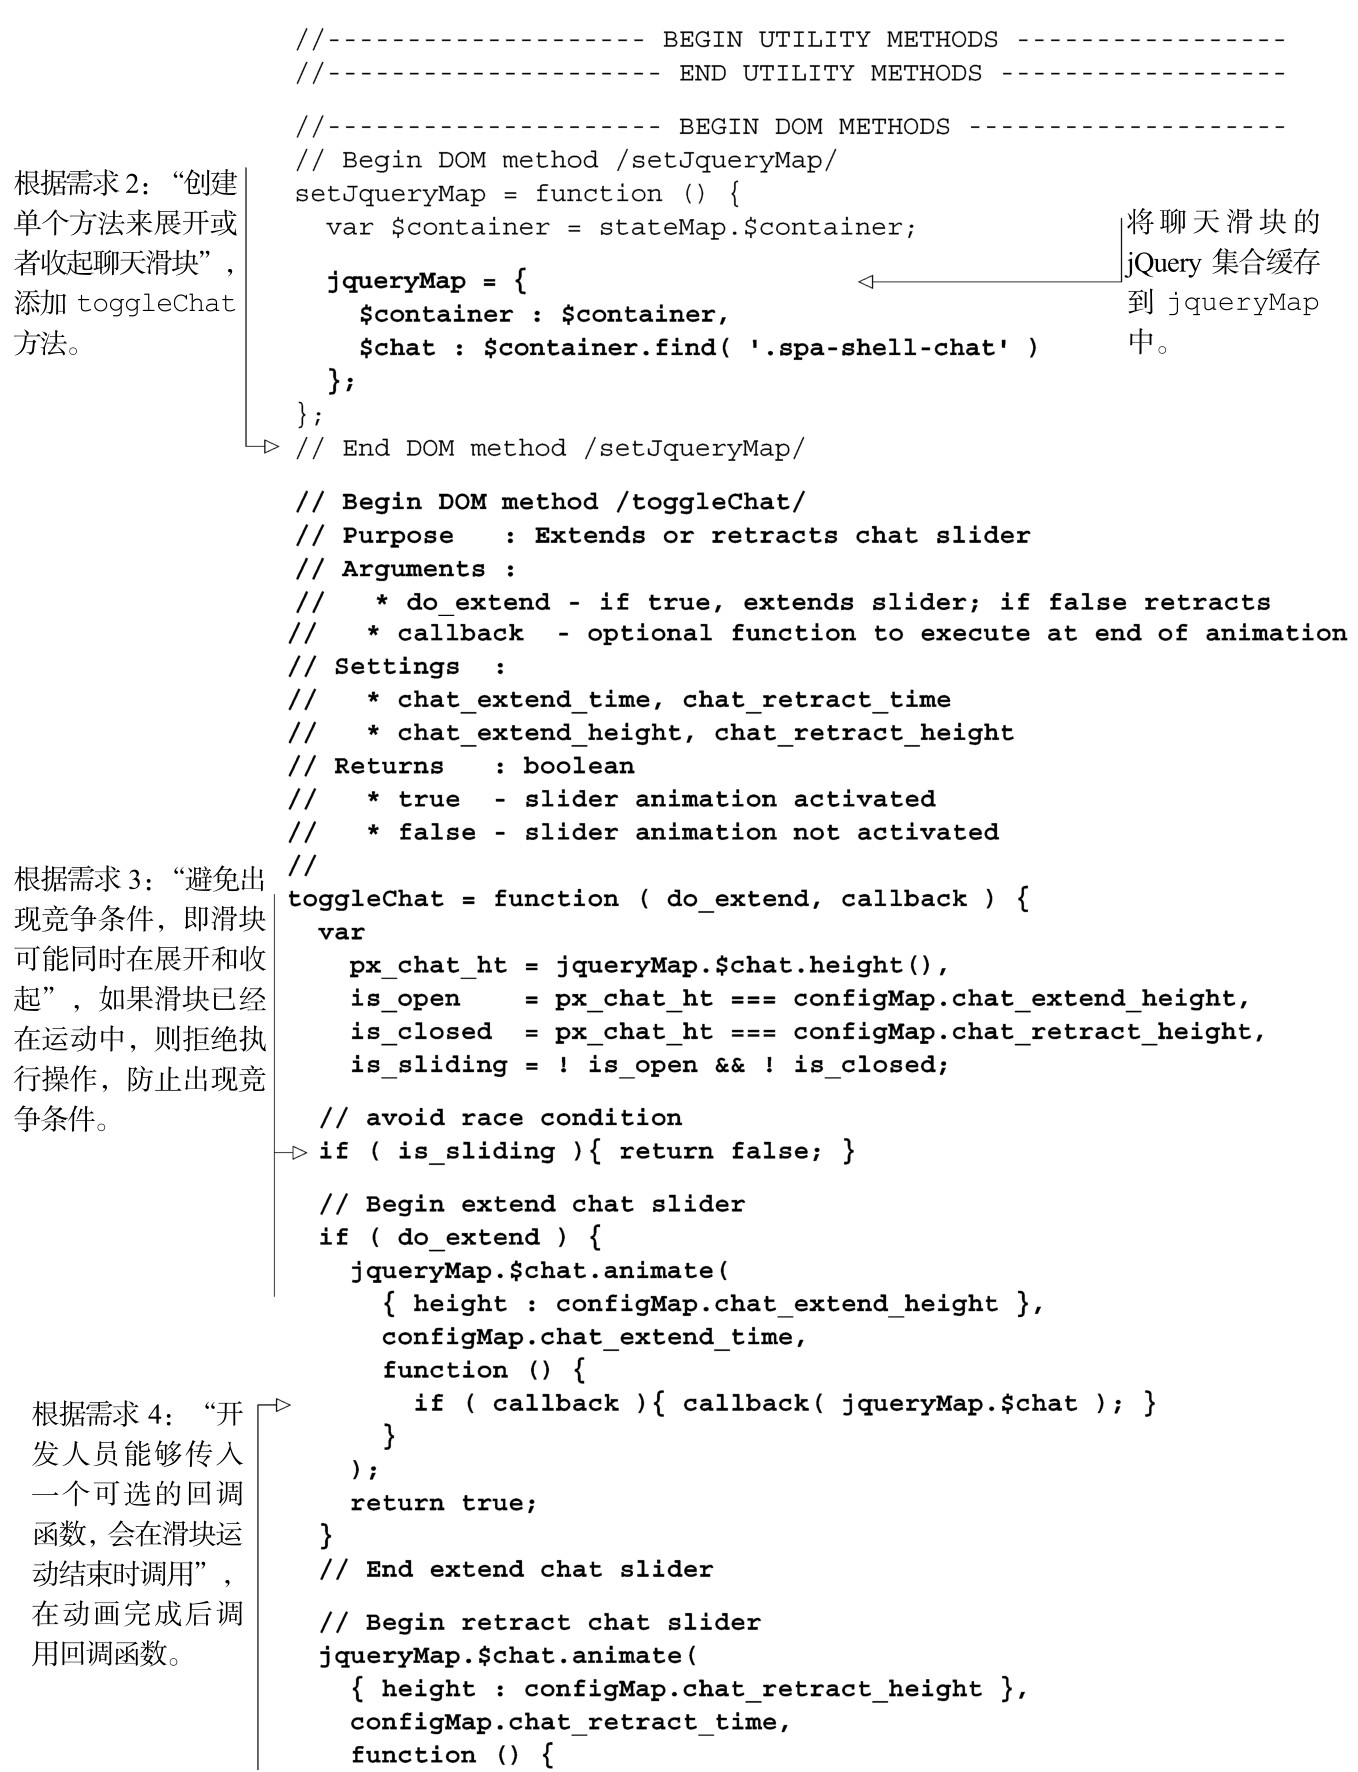 //-------------------- BEGIN UTILITY METHODS -----------------
//--------------------- END UTILITY METHODS ------------------
//--------------------- BEGIN DOM METHODS --------------------
// Begin DOM method /setJqueryMap/
setJqueryMap = function () {
var $container = stateMap.$container;
根据需求 2：“创建
单个方法来展开或
者收起聊天滑块”，
添加 toggleChat
方法。
将聊天滑块的
jQuery 集合缓存
到 jqueryMap
中。
jqueryMap = {
$container : $container,
$chat : $container.find( '.spa-shell-chat' )
};
};
// End DOM method /setJqueryMap/
// Begin DOM method /toggleChat/
// Purpose   : Extends or retracts chat slider
// Arguments :
//   * do_extend - if true, extends slider; if false retracts
//   * callback  - optional function to execute at end of animation
// Settings  :
//   * chat_extend_time, chat_retract_time
//   * chat_extend_height, chat_retract_height
// Returns   : boolean
//   * true  - slider animation activated
//   * false - slider animation not activated
//
根据需求 3：“避免出
现竞争条件，即滑块
可能同时在展开和收
起”，如果滑块已经
在运动中，则拒绝执
行操作，防止出现竞
争条件。
toggleChat = function ( do_extend, callback ) {
var
px_chat_ht = jqueryMap.$chat.height(),
is_open    = px_chat_ht === configMap.chat_extend_height,
is_closed  = px_chat_ht === configMap.chat_retract_height,
is_sliding = ! is_open && ! is_closed;
// avoid race condition
if ( is_sliding ){ return false; }
// Begin extend chat slider
if ( do_extend ) {
jqueryMap.$chat.animate(
{ height : configMap.chat_extend_height },
configMap.chat_extend_time,
function () {
if ( callback ){ callback( jqueryMap.$chat ); }
}
);
return true;
}
// End extend chat slider
根据需求 4：“开
发人员能够传入
一个可选的回调
函数，会在滑块运
动结束时调用”，
在动画完成后调
用回调函数。
// Begin retract chat slider
jqueryMap.$chat.animate(
{ height : configMap.chat_retract_height },
configMap.chat_retract_time,
function () {